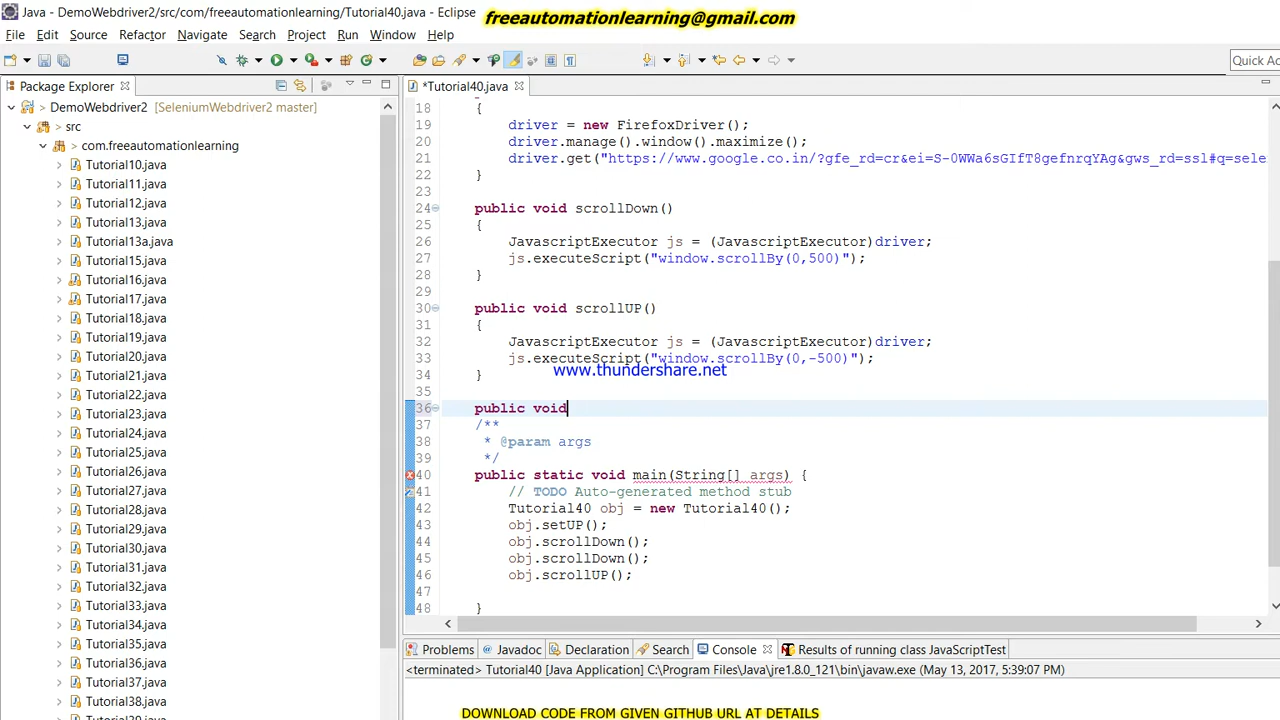 Java - DemoWebdriver2/src/com/freeautomationlearning/Tutorial40.java - Eclipse
freeautomationlearning@gmail.com
File Edit Source Refactor Navigate Search Project Run Window Help
Quick Ac
Package Explorer
*Tutorial40.java
DemoWebdriver2 [SeleniumWebdriver2 master]
src
com.freeautomationlearning
Tutorial10.java
Tutorial11.java
Tutorial12.java
Tutorial13.java
Tutorial13a.java
Tutorial15.java
Tutorial16.java
Tutorial17.java
Tutorial18.java
Tutorial19.java
Tutorial20.java
Tutorial21.java
Tutorial22.java
Tutorial23.java
Tutorial24.java
Tutorial25.java
Tutorial26.java
Tutorial27.java
Tutorial28.java
Tutorial29.java
Tutorial30.java
Tutorial31.java
Tutorial32.java
Tutorial33.java
Tutorial34.java
Tutorial35.java
Tutorial36.java
Tutorial37.java
Tutorial38.java
18 {
19 driver = new FirefoxDriver();
20 driver.manage().window().maximize();
21 driver.get("https://www.google.co.in/?gfe_rd=cr&ei=S-0WWa6sGIfT8gefnrqYAg&gws_rd=ssl#q=sele
22 }
23
24 public void scrollDown()
25 {
26 JavascriptExecutor js = (JavascriptExecutor)driver;
27 js.executeScript("window.scrollBy(0,500)");
28 }
29
30 public void scrollUP()
31 {
32 JavascriptExecutor js = (JavascriptExecutor)driver;
33 js.executeScript("window.scrollBy(0,-500)");
www.thundershare.net
34 }
35
36 public void
37 /**
38 * @param args
39 */
40 public static void main(String[] args) {
41 // TODO Auto-generated method stub
42 Tutorial40 obj = new Tutorial40();
43 obj.setUP();
44 obj.scrollDown();
45 obj.scrollDown();
46 obj.scrollUP();
47
48 }
Problems Javadoc Declaration Search Console Results of running class JavaScriptTest
<terminated> Tutorial40 [Java Application] C:\Program Files\Java\jre1.8.0_121\bin\javaw.exe (May 13, 2017, 5:39:07 PM)
DOWNLOAD CODE FROM GIVEN GITHUB URL AT DETAILS